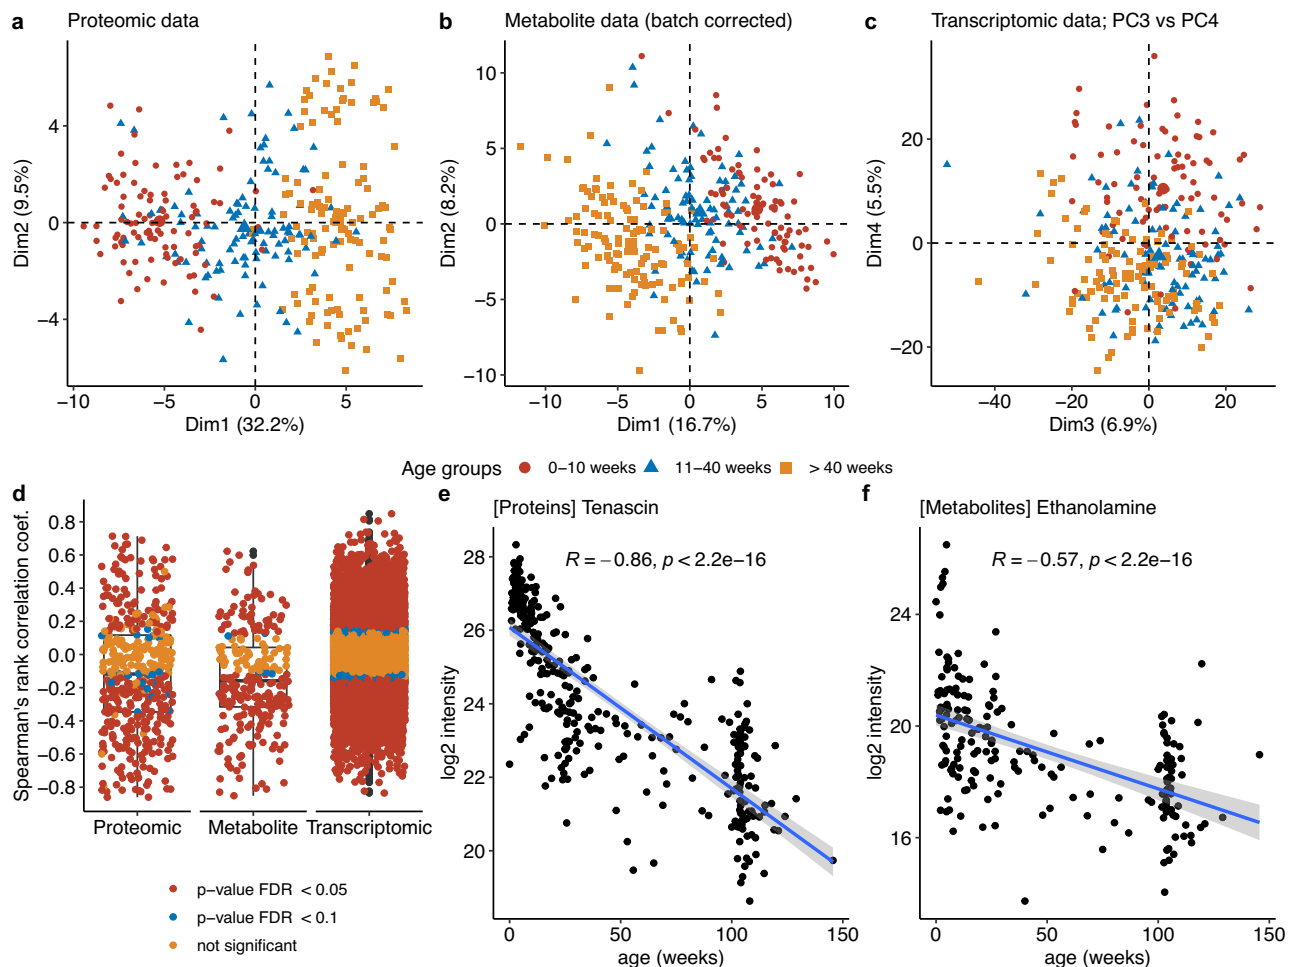 a Proteomic data
b Metabolite data (batch corrected)
c Transcriptomic data; PC3 vs PC4
Dim2 (9.5%)
4
0
−4
−10 −5 0 5
Dim1 (32.2%)
Dim2 (8.2%)
10
5
0
−5
−10
−10 −5 0 5 10
Dim1 (16.7%)
Dim4 (5.5%)
20
0
−20
−40 −20 0 20
Dim3 (6.9%)
Age groups 0−10 weeks 11−40 weeks > 40 weeks
d
Spearman's rank correlation coef.
0.8
0.6
0.4
0.2
0.0
−0.2
−0.4
−0.6
−0.8
Proteomic Metabolite Transcriptomic
p−value FDR < 0.05
p−value FDR < 0.1
not significant
e
[Proteins] Tenascin
R = −0.86, p < 2.2e−16
log2 intensity
28
26
24
22
20
0 50 100 150
age (weeks)
f
[Metabolites] Ethanolamine
R = −0.57, p < 2.2e−16
log2 intensity
24
20
16
0 50 100 150
age (weeks)